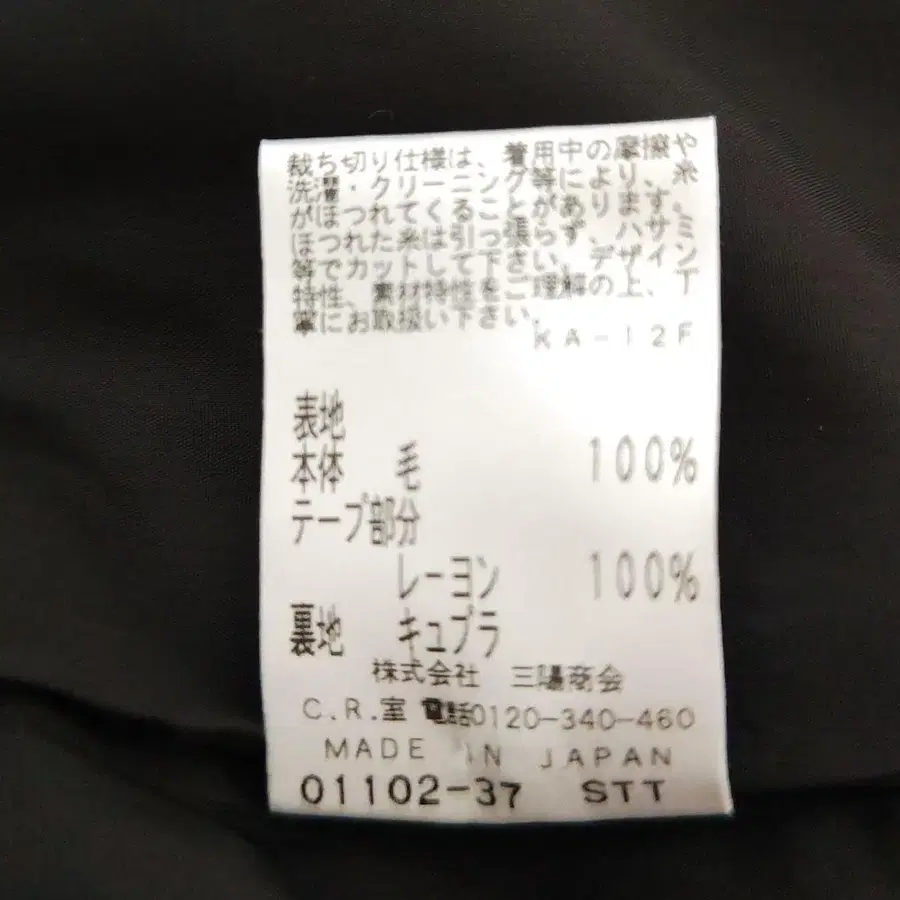 裁ち切り仕様は、着用中の摩擦や
洗濯・クリーニング等により、糸
がほつれてくることがあります。
ほつれた糸は引っ張らず、ハサミ
等でカットして下さい。デザイン
特性、素材特性をご理解の上、丁
寧にお取扱い下さい。
KA-12F
表地
本体 毛 100%
テープ部分
レーヨン 100%
裏地 キュプラ
株式会社 三陽商会
C.R.室 電話0120-340-460
MADE IN JAPAN
01102-37 STT